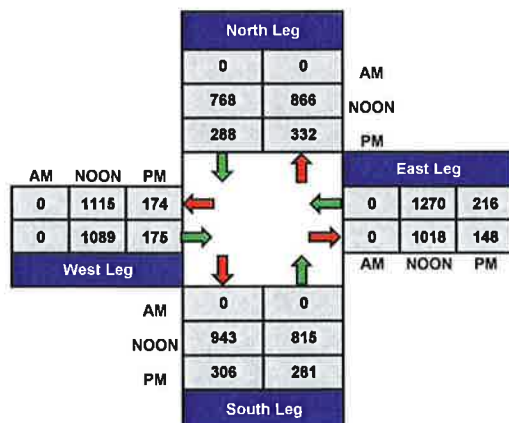 North Leg
0 0 AM
768 866 NOON
288 332 PM
AM NOON PM East Leg
0 1115 174 0 1270 216
0 1089 175 0 1018 148
West Leg AM NOON PM
AM 0 0
NOON 943 815
PM 306 281
South Leg